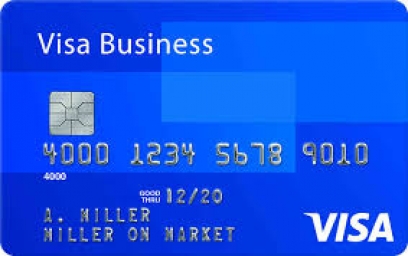 Visa Business
4000 1234 5678 9010
4000
GOOD THRU 12/20
A. MILLER
MILLER ON MARKET
VISA